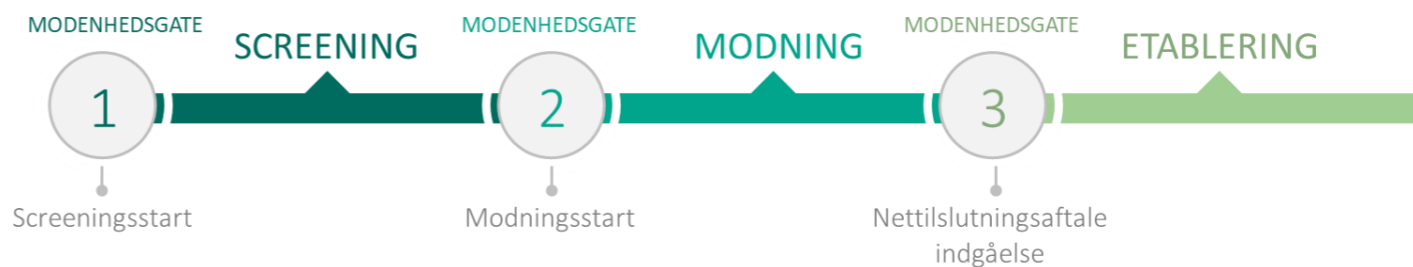 MODENHEDSGATE
SCREENING
MODENHEDSGATE
MODNING
MODENHEDSGATE
ETABLERING
1
2
3
Screeningsstart
Modningsstart
Nettilslutningsaftale
indgåelse